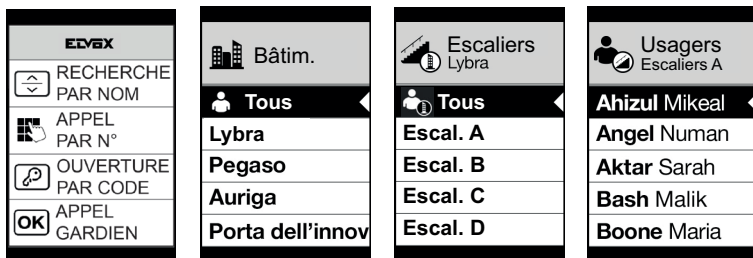 ELVOX
RECHERCHE
PAR NOM
APPEL
PAR N°
OUVERTURE
PAR CODE
OK
APPEL
GARDIEN
Bâtim.
Tous
Lybra
Pegaso
Auriga
Porta dell'innov
Escaliers
Lybra
Tous
Escal. A
Escal. B
Escal. C
Escal. D
Usagers
Escaliers A
Ahizul Mikeal
Angel Numan
Aktar Sarah
Bash Malik
Boone Maria